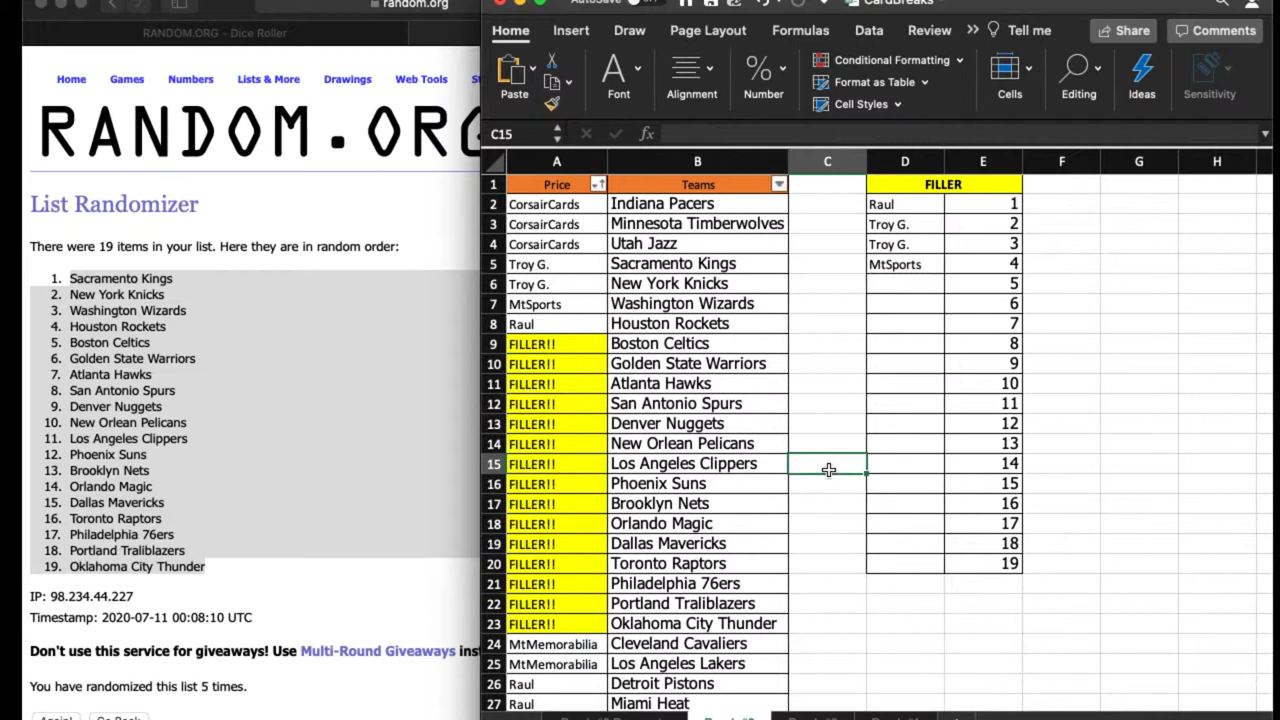 random.org
RANDOM.ORG - Dice Roller
Home Games Numbers Lists & More Drawings Web Tools
RANDOM.ORG
List Randomizer
There were 19 items in your list. Here they are in random order:
1. Sacramento Kings
2. New York Knicks
3. Washington Wizards
4. Houston Rockets
5. Boston Celtics
6. Golden State Warriors
7. Atlanta Hawks
8. San Antonio Spurs
9. Denver Nuggets
10. New Orlean Pelicans
11. Los Angeles Clippers
12. Phoenix Suns
13. Brooklyn Nets
14. Orlando Magic
15. Dallas Mavericks
16. Toronto Raptors
17. Philadelphia 76ers
18. Portland Traliblazers
19. Oklahoma City Thunder
IP: 98.234.44.227
Timestamp: 2020-07-11 00:08:10 UTC
Don't use this service for giveaways! Use Multi-Round Giveaways
You have randomized this list 5 times.
Again! Go Back
AutoSave CardBreaks
Home Insert Draw Page Layout Formulas Data Review Tell me Share Comments
Paste Font Alignment Number Conditional Formatting Format as Table Cell Styles Cells Editing Ideas Sensitivity
C15 fx
A B C D E F G H
1 Price Teams FILLER
2 CorsairCards Indiana Pacers Raul 1
3 CorsairCards Minnesota Timberwolves Troy G. 2
4 CorsairCards Utah Jazz Troy G. 3
5 Troy G. Sacramento Kings MtSports 4
6 Troy G. New York Knicks 5
7 MtSports Washington Wizards 6
8 Raul Houston Rockets 7
9 FILLER!! Boston Celtics 8
10 FILLER!! Golden State Warriors 9
11 FILLER!! Atlanta Hawks 10
12 FILLER!! San Antonio Spurs 11
13 FILLER!! Denver Nuggets 12
14 FILLER!! New Orlean Pelicans 13
15 FILLER!! Los Angeles Clippers 14
16 FILLER!! Phoenix Suns 15
17 FILLER!! Brooklyn Nets 16
18 FILLER!! Orlando Magic 17
19 FILLER!! Dallas Mavericks 18
20 FILLER!! Toronto Raptors 19
21 FILLER!! Philadelphia 76ers
22 FILLER!! Portland Traliblazers
23 FILLER!! Oklahoma City Thunder
24 MtMemorabilia Cleveland Cavaliers
25 MtMemorabilia Los Angeles Lakers
26 Raul Detroit Pistons
27 Raul Miami Heat